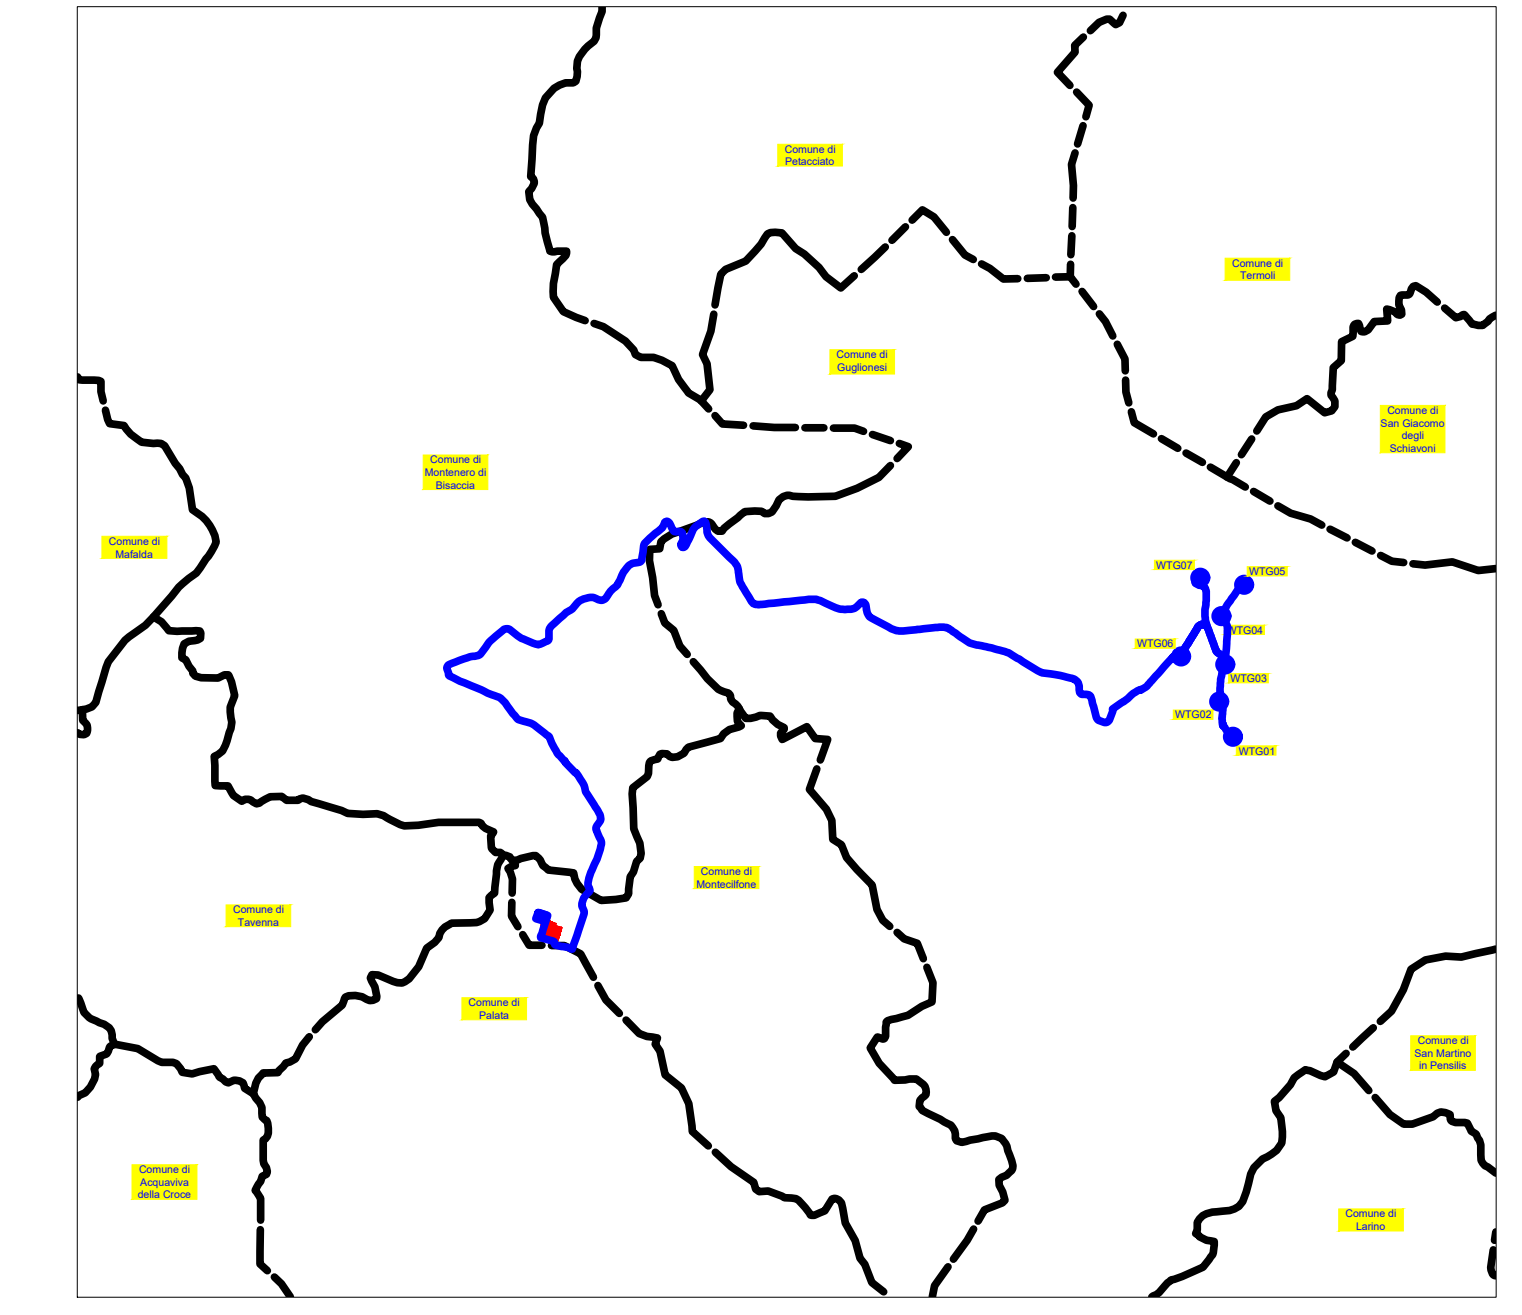 Comune di
Petacciato
Comune di
Termoli
Comune di
Guglionesi
Comune di
San Giacomo
degli
Schiavoni
Comune di
Montenero di
Bisaccia
Comune di
Mafalda
WTG07
WTG05
WTG04
WTG06
WTG03
WTG02
WTG01
Comune di
Montecilfone
Comune di
Tavenna
Comune di
Palata
Comune di
San Martino
in Pensilis
Comune di
Acquaviva
della Croce
Comune di
Larino